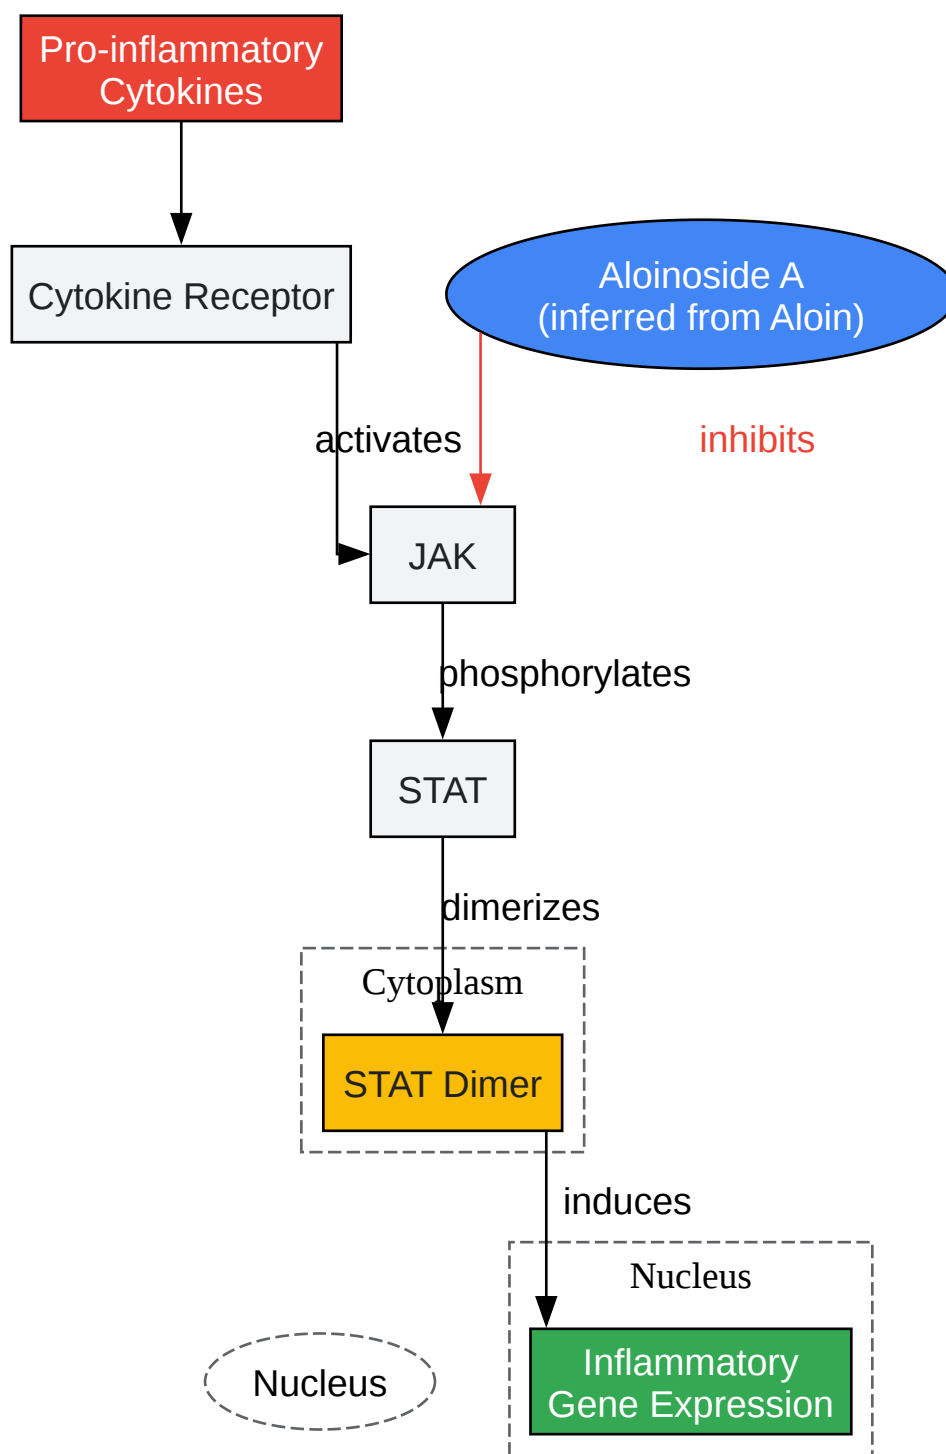 Pro-inflammatory
Cytokines
Cytokine Receptor
Aloinoside A
(inferred from Aloin)
activates
inhibits
JAK
phosphorylates
STAT
dimerizes
Cytoplasm
STAT Dimer
induces
Nucleus
Inflammatory
Gene Expression
Nucleus